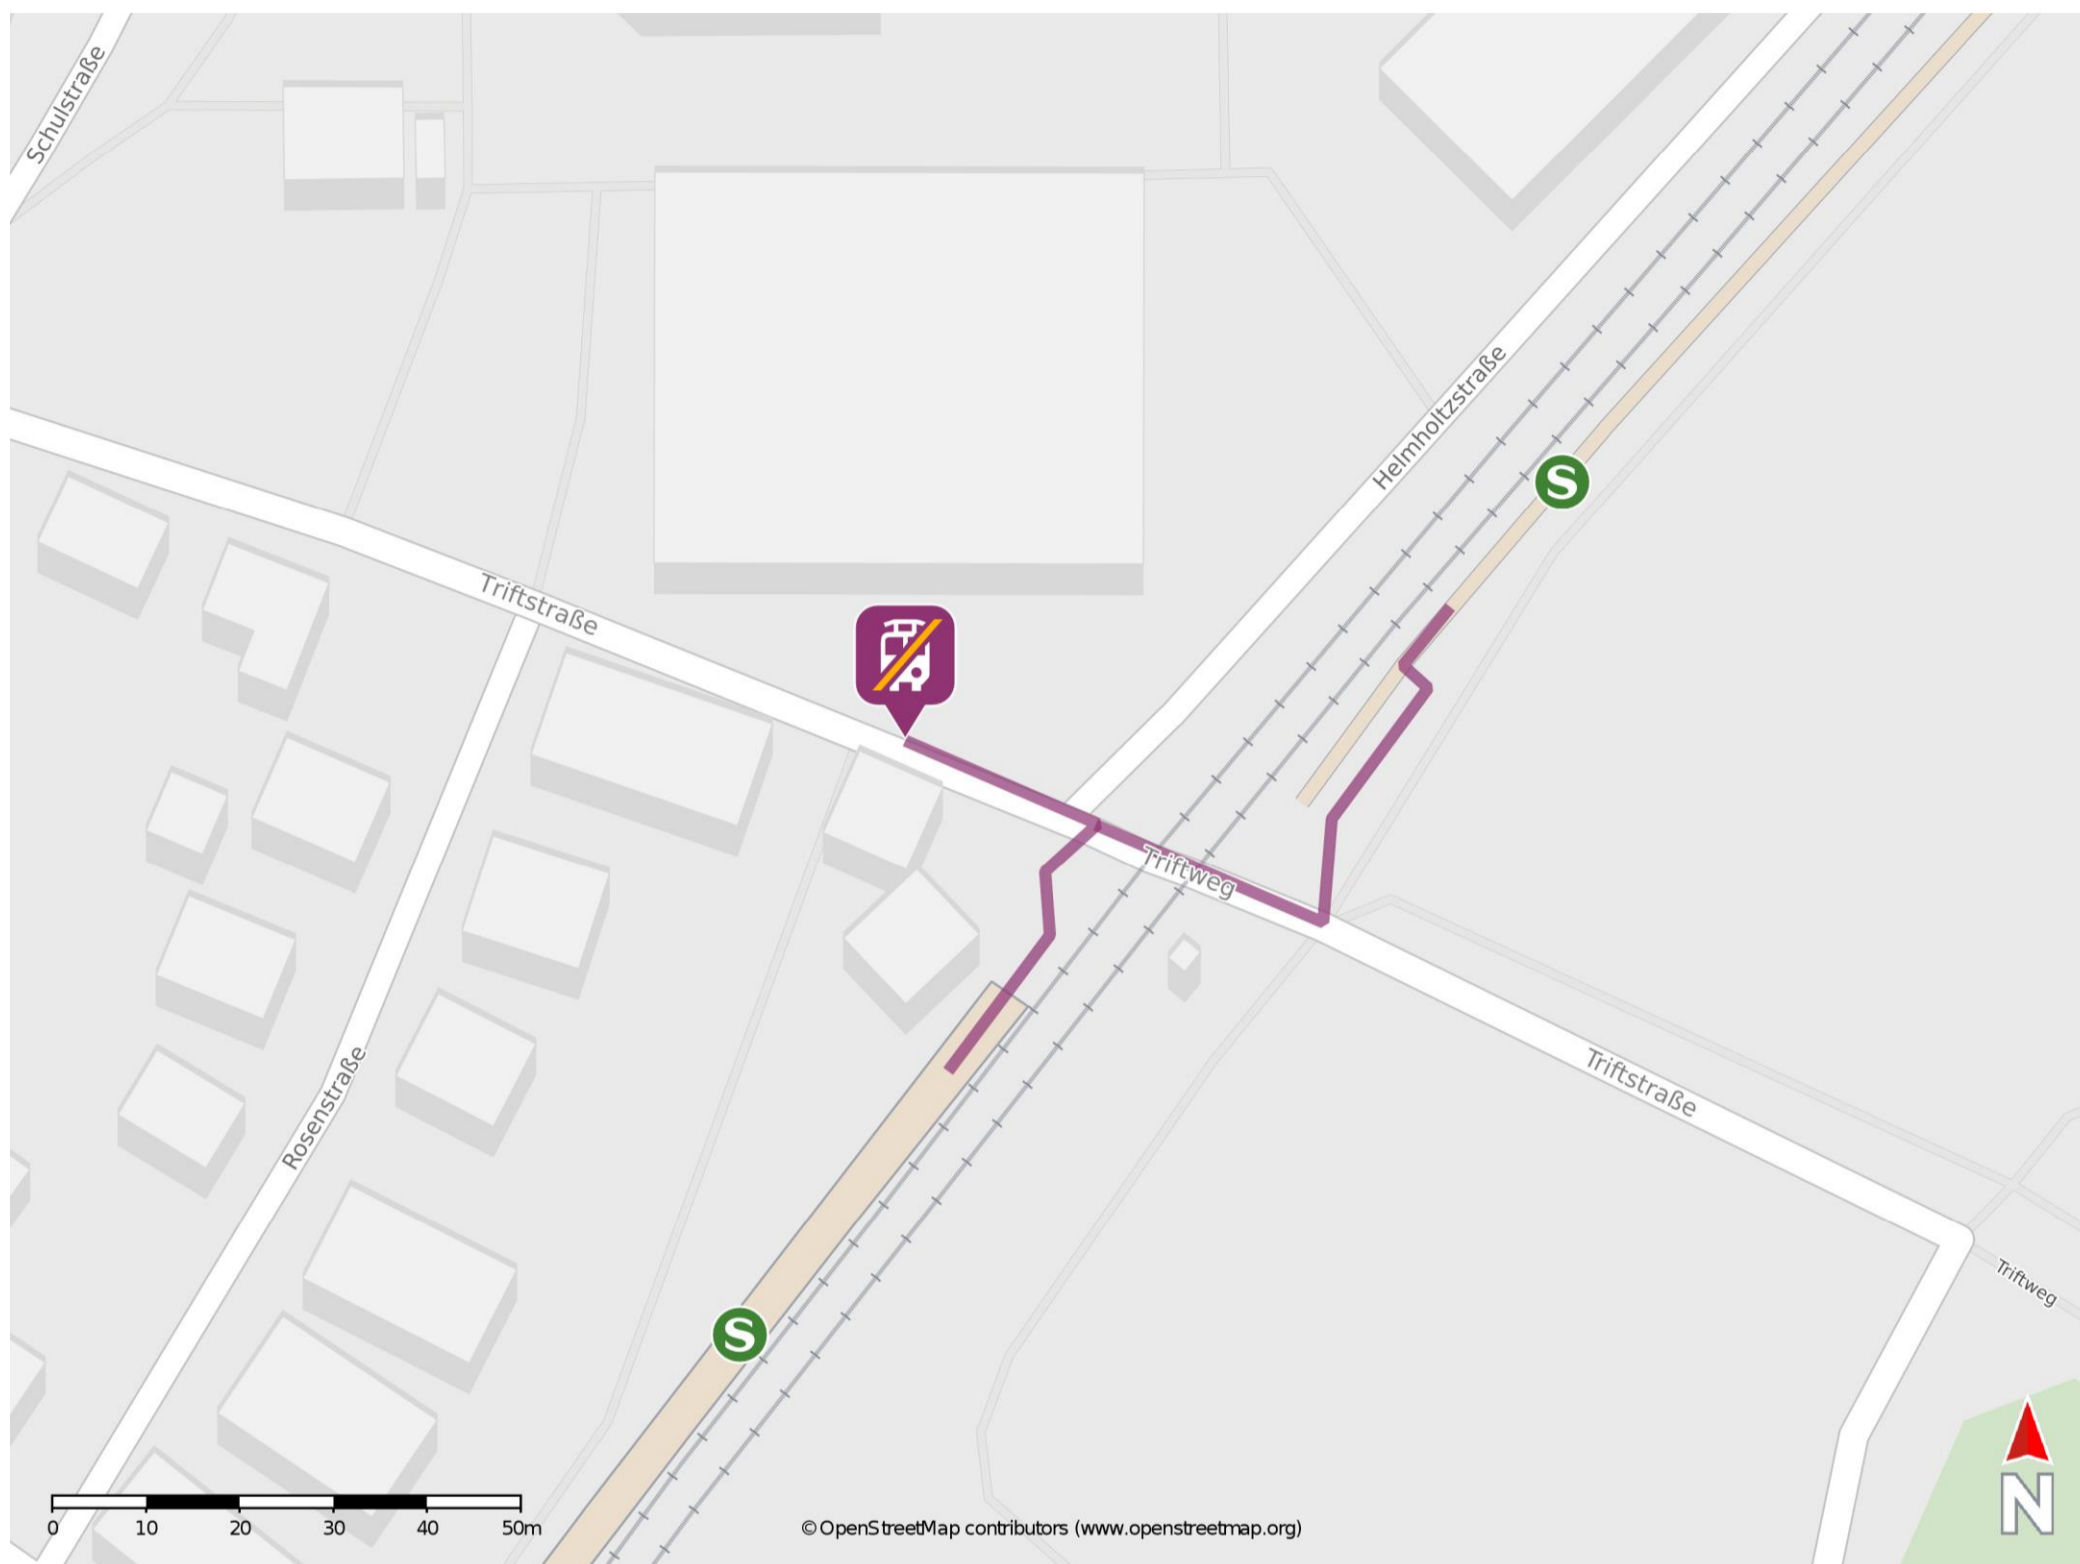 Schulstraße
Helmholtzstraße
S
Triftstraße
Triftweg
Triftstraße
Rosenstraße
Triftweg
S
0 10 20 30 40 50m
© OpenStreetMap contributors (www.openstreetmap.org)
N